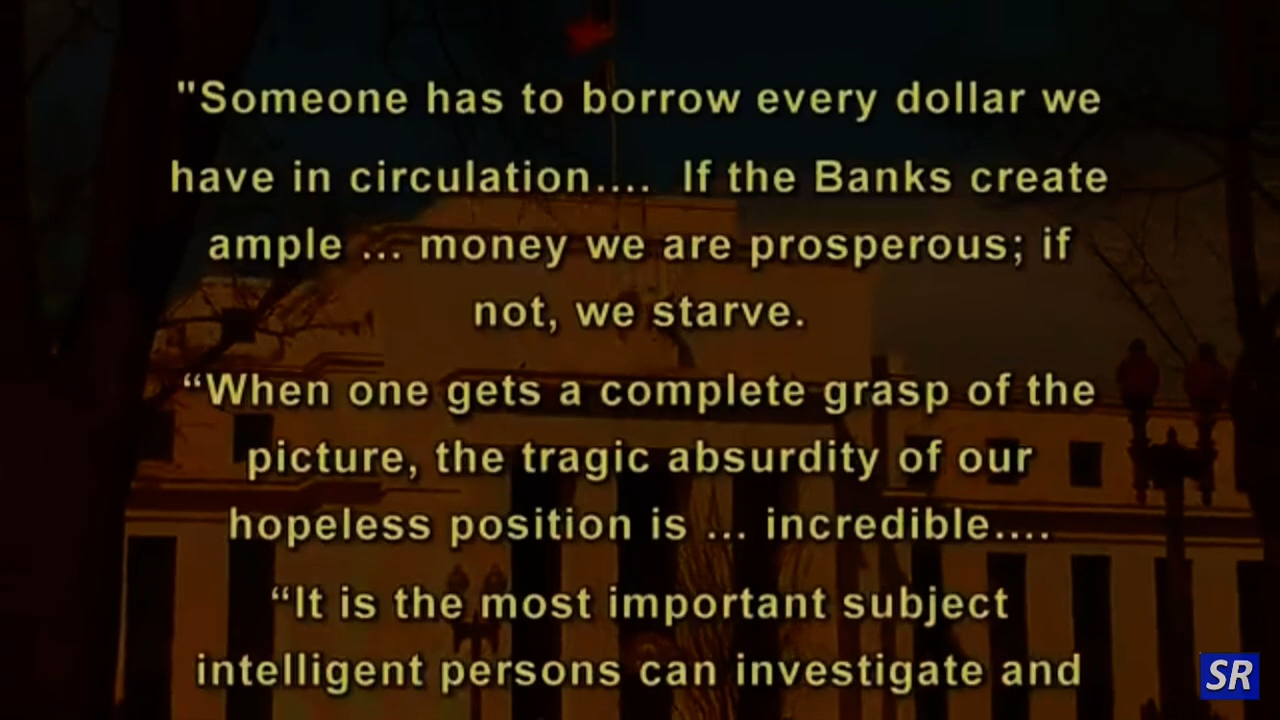 "Someone has to borrow every dollar we
have in circulation.... If the Banks create
ample ... money we are prosperous; if
not, we starve.
“When one gets a complete grasp of the
picture, the tragic absurdity of our
hopeless position is ... incredible....
“It is the most important subject
intelligent persons can investigate and
SR